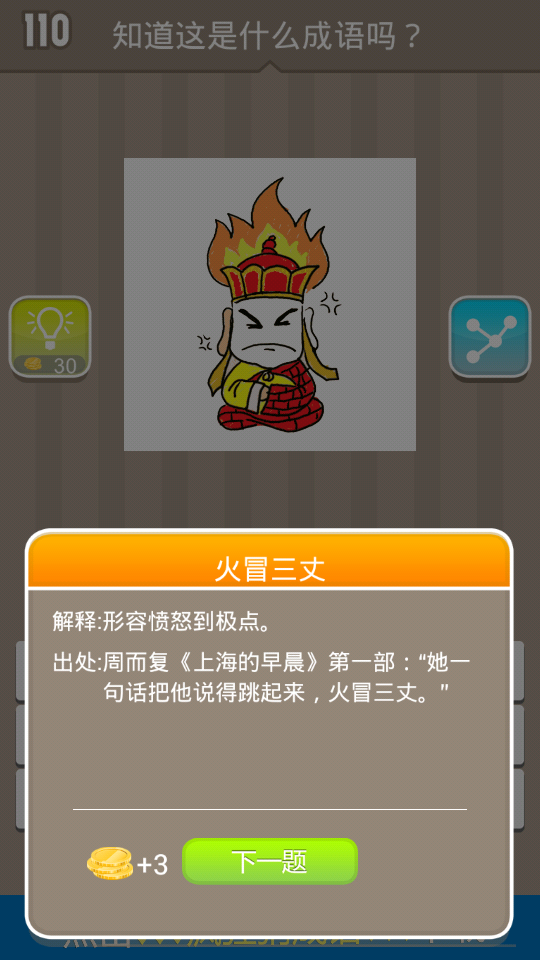 110
知道这是什么成语吗？
30
火冒三丈
解释:形容愤怒到极点。
出处:周而复《上海的早晨》第一部：“她一
句话把他说得跳起来，火冒三丈。”
+3
下一题